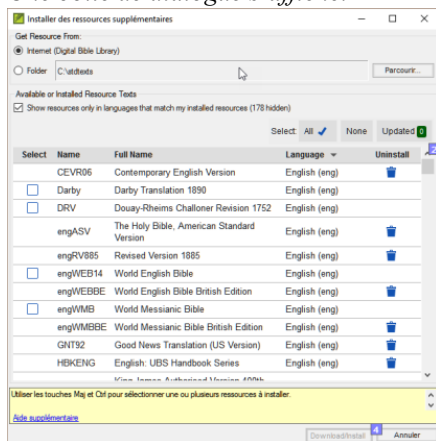 Installer des ressources supplémentaires
Get Resource From:
Internet (Digital Bible Library)
Folder C:\stdtexts Parcourir...
Available or Installed Resource Texts
Show resources only in languages that match my installed resources (178 hidden)
Select: All None Updated 0
Select Name Full Name Language Uninstall
2
CEVR06 Contemporary English Version English (eng)
Darby Darby Translation 1890 English (eng)
DRV Douay-Rheims Challoner Revision 1752 English (eng)
engASV The Holy Bible, American Standard Version English (eng)
engRV885 Revised Version 1885 English (eng)
engWEB14 World English Bible English (eng)
engWEBBE World English Bible British Edition English (eng)
engWMB World Messianic Bible English (eng)
engWMBBE World Messianic Bible British Edition English (eng)
GNT92 Good News Translation (US Version) English (eng)
HBKENG English: UBS Handbook Series English (eng)
King James Authorised Version 400th
Utiliser les touches Maj et Ctrl pour sélectionner une ou plusieurs ressources à installer.
Aide supplémentaire
4
Download/Install Annuler